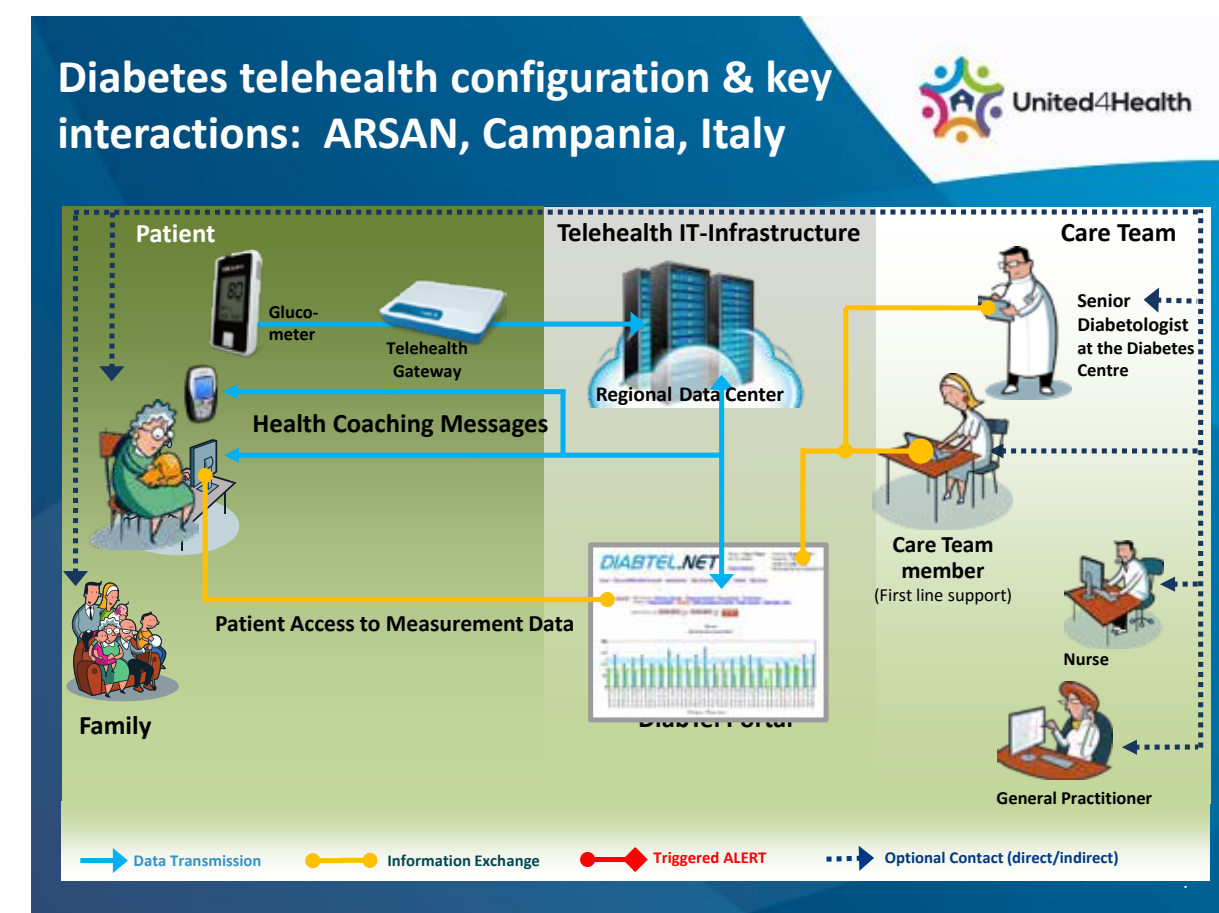 Diabetes telehealth configuration & key
interactions: ARSAN, Campania, Italy
United4Health
Patient
Telehealth IT-Infrastructure
Care Team
80
Gluco-
meter
Telehealth
Gateway
Regional Data Center
Senior
Diabetologist
at the Diabetes
Centre
Health Coaching Messages
DIABTEL.NET
Care Team
member
(First line support)
Patient Access to Measurement Data
Nurse
DiabTel Portal
Family
General Practitioner
Data Transmission
Information Exchange
Triggered ALERT
Optional Contact (direct/indirect)